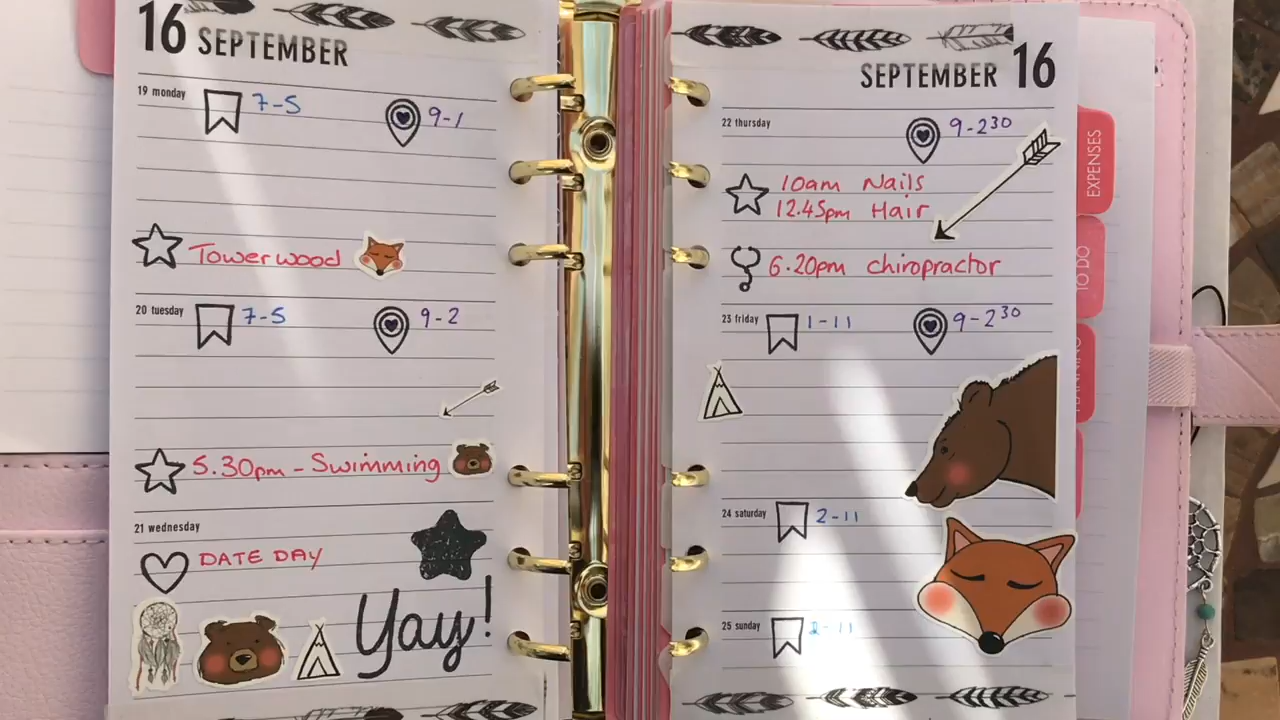 16 SEPTEMBER
19 monday
7-5
9-1
Towerwood
20 tuesday
7-5
9-2
5.30pm - Swimming
21 wednesday
DATE DAY
Yay!
SEPTEMBER 16
22 thursday
9-2³⁰
10am Nails
12.45pm Hair
6.20pm chiropractor
23 friday
1-11
9-2³⁰
24 saturday
2-11
25 sunday
2-11
EXPENSES
TO DO